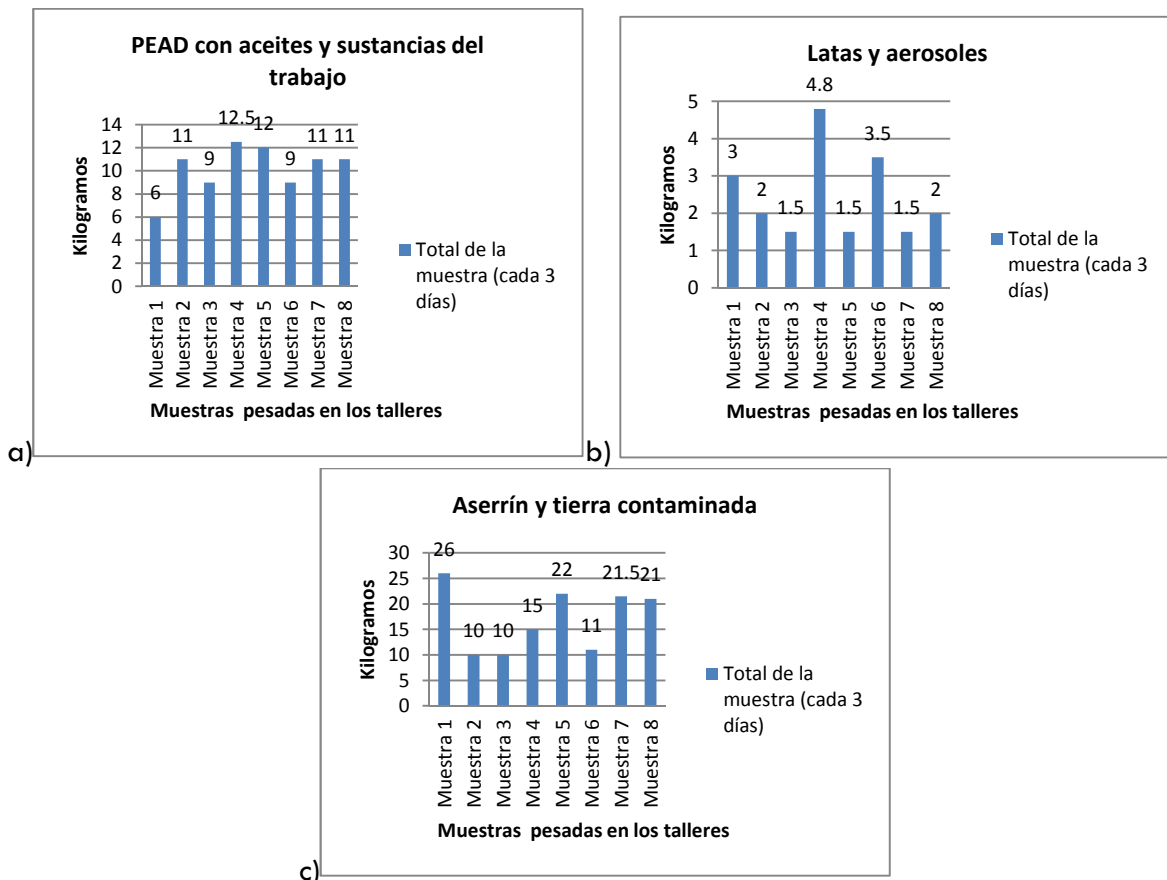 PEAD con aceites y sustancias del
trabajo
Kilogramos
14
12
10
8
6
4
2
0
6
11
9
12.5
12
9
11
11
Muestra 1
Muestra 2
Muestra 3
Muestra 4
Muestra 5
Muestra 6
Muestra 7
Muestra 8
Total de la
muestra (cada 3
días)
Muestras pesadas en los talleres
a)
Latas y aerosoles
Kilogramos
5
4
3
2
1
0
3
2
1.5
4.8
1.5
3.5
1.5
2
Muestra 1
Muestra 2
Muestra 3
Muestra 4
Muestra 5
Muestra 6
Muestra 7
Muestra 8
Total de la
muestra (cada 3
días)
Muestras pesadas en los talleres
b)
Aserrín y tierra contaminada
Kilogramos
30
25
20
15
10
5
0
26
10
10
15
22
11
21.5
21
Muestra 1
Muestra 2
Muestra 3
Muestra 4
Muestra 5
Muestra 6
Muestra 7
Muestra 8
Total de la
muestra (cada 3
días)
Muestras pesadas en los talleres
c)